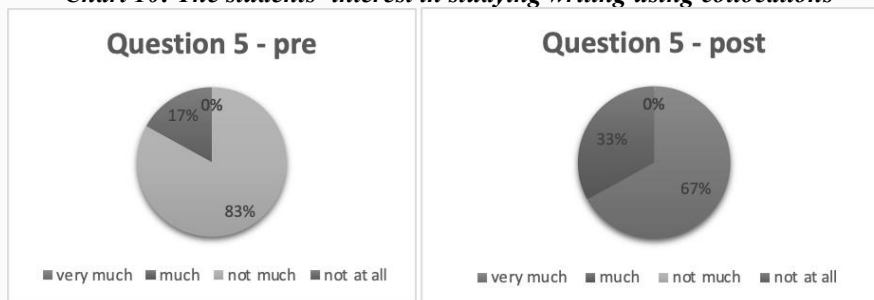 Chart 10: The students' interest in studying writing using collocations
Question 5 - pre
0%
17%
83%
very much much not much not at all
Question 5 - post
0%
33%
67%
very much much not much not at all